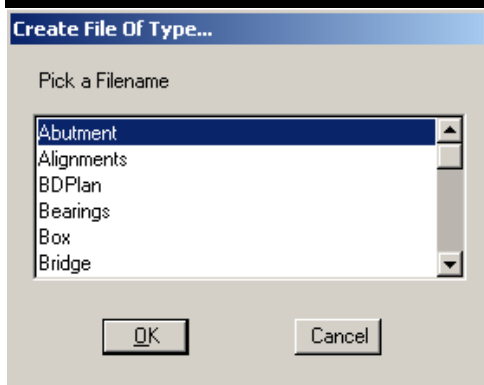 Create File Of Type...
Pick a Filename
Abutment
Alignments
BDPlan
Bearings
Box
Bridge
OK Cancel